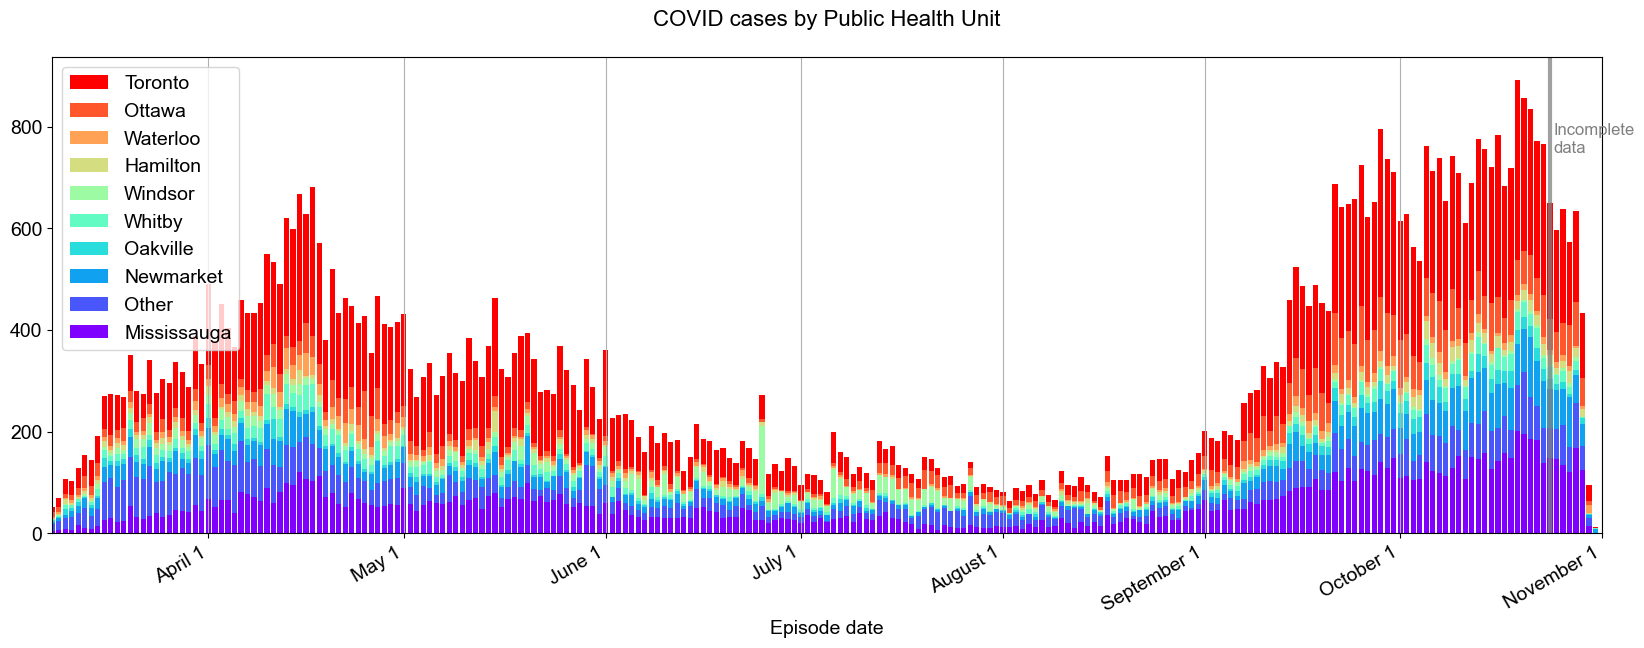 COVID cases by Public Health Unit
800
600
400
200
0
Toronto
Ottawa
Waterloo
Hamilton
Windsor
Whitby
Oakville
Newmarket
Other
Mississauga
Incomplete
data
April 1
May 1
June 1
July 1
August 1
September 1
October 1
November 1
Episode date